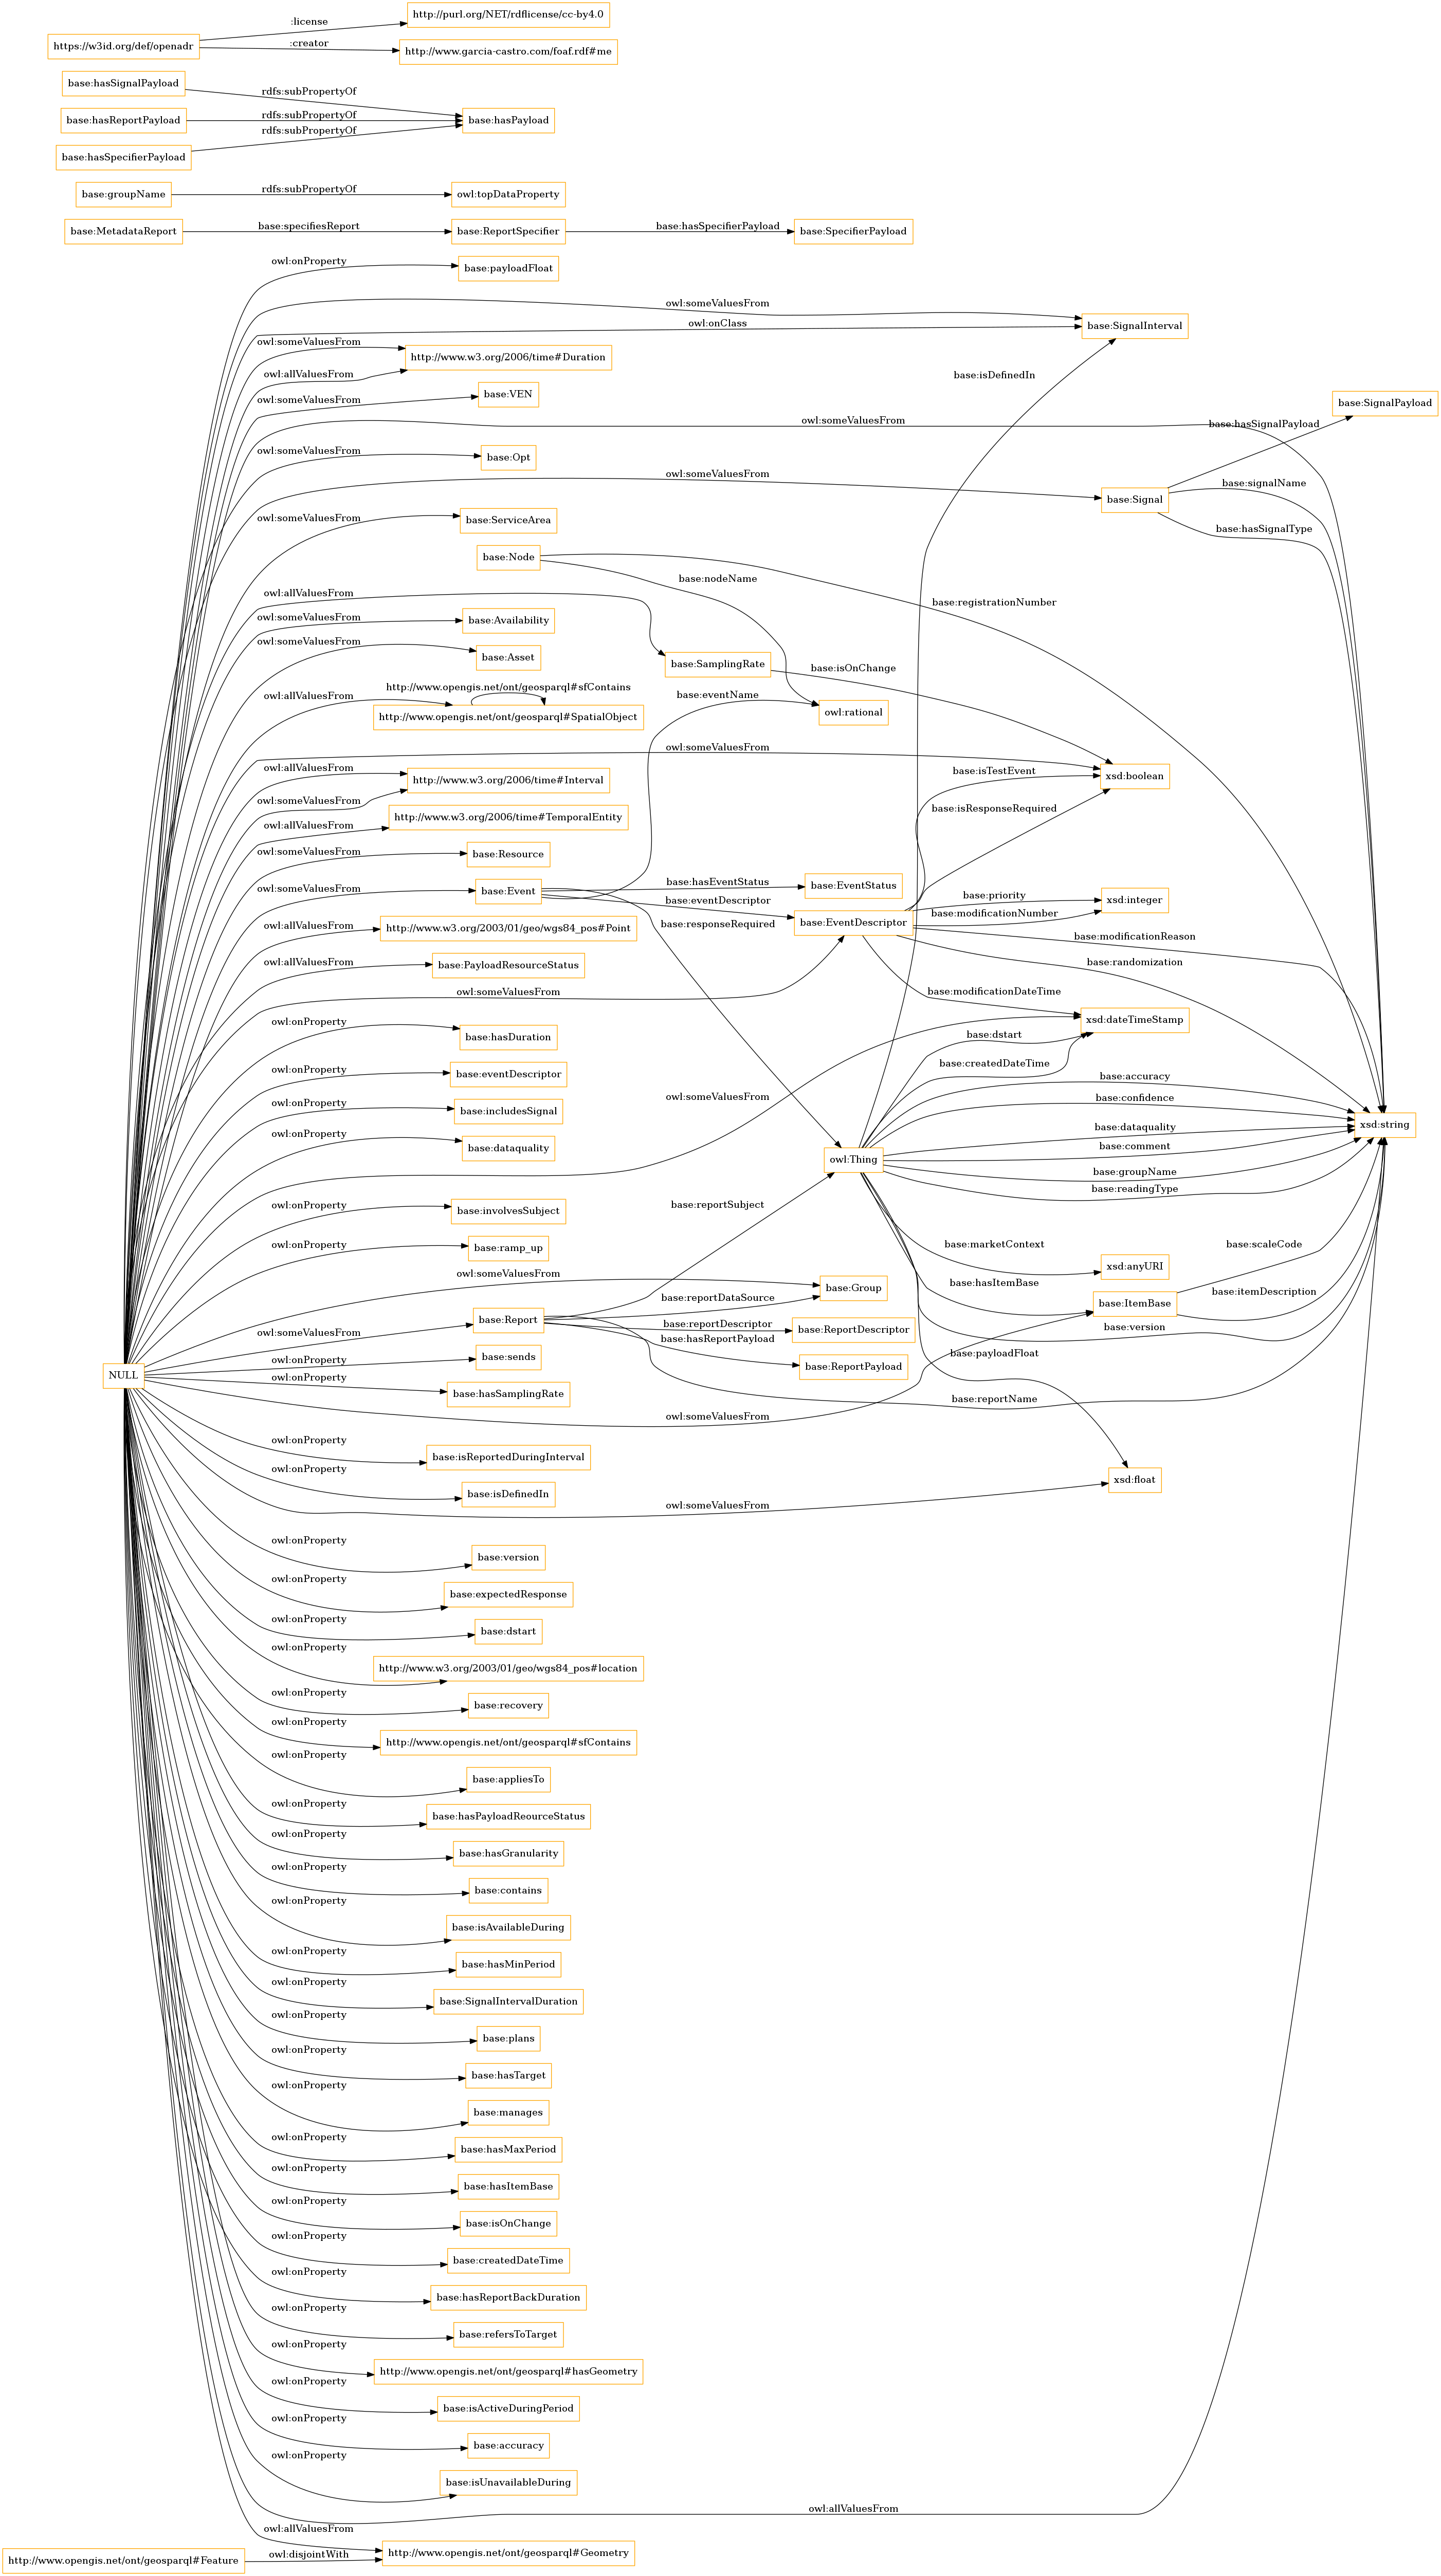 http://purl.org/NET/rdflicense/cc-by4.0
:license
https://w3id.org/def/openadr
:creator
http://www.garcia-castro.com/foaf.rdf#me
base:hasSignalPayload
rdfs:subPropertyOf
base:hasReportPayload
rdfs:subPropertyOf
base:hasPayload
rdfs:subPropertyOf
base:hasSpecifierPayload
base:groupName
rdfs:subPropertyOf
owl:topDataProperty
base:MetadataReport
base:specifiesReport
base:ReportSpecifier
base:hasSpecifierPayload
base:SpecifierPayload
owl:onProperty
base:payloadFloat
owl:someValuesFrom
owl:onClass
base:SignalInterval
owl:someValuesFrom
http://www.w3.org/2006/time#Duration
owl:allValuesFrom
base:isDefinedIn
owl:someValuesFrom
base:VEN
base:SignalPayload
owl:someValuesFrom
base:hasSignalPayload
owl:someValuesFrom
base:Opt
owl:someValuesFrom
base:Signal
base:signalName
base:hasSignalType
owl:someValuesFrom
base:ServiceArea
base:Node
base:nodeName
base:registrationNumber
owl:allValuesFrom
owl:someValuesFrom
base:Availability
owl:someValuesFrom
base:Asset
base:SamplingRate
base:isOnChange
http://www.opengis.net/ont/geosparql#sfContains
owl:allValuesFrom
http://www.opengis.net/ont/geosparql#SpatialObject
base:eventName
owl:rational
owl:someValuesFrom
owl:allValuesFrom
http://www.w3.org/2006/time#Interval
owl:someValuesFrom
base:isTestEvent
xsd:boolean
base:isResponseRequired
http://www.w3.org/2006/time#TemporalEntity
owl:allValuesFrom
owl:someValuesFrom
base:Resource
owl:someValuesFrom
base:Event
base:hasEventStatus
base:EventStatus
base:eventDescriptor
base:responseRequired
base:EventDescriptor
base:priority
xsd:integer
base:modificationNumber
base:modificationReason
base:randomization
owl:allValuesFrom
http://www.w3.org/2003/01/geo/wgs84_pos#Point
owl:allValuesFrom
base:PayloadResourceStatus
owl:someValuesFrom
base:modificationDateTime
xsd:dateTimeStamp
owl:onProperty
base:hasDuration
base:dstart
base:createdDateTime
owl:onProperty
base:eventDescriptor
base:accuracy
owl:someValuesFrom
owl:onProperty
base:includesSignal
base:confidence
xsd:string
owl:onProperty
base:dataquality
base:dataquality
base:comment
owl:Thing
base:groupName
base:readingType
owl:onProperty
base:involvesSubject
base:reportSubject
owl:onProperty
base:ramp_up
base:marketContext
xsd:anyURI
base:scaleCode
owl:someValuesFrom
base:Group
base:hasItemBase
base:ItemBase
base:itemDescription
base:reportDataSource
owl:someValuesFrom
base:Report
base:reportDescriptor
base:ReportDescriptor
base:version
base:hasReportPayload
base:ReportPayload
base:payloadFloat
NULL
owl:onProperty
base:sends
owl:onProperty
base:hasSamplingRate
base:reportName
owl:someValuesFrom
owl:onProperty
base:isReportedDuringInterval
owl:onProperty
base:isDefinedIn
owl:someValuesFrom
xsd:float
owl:onProperty
base:version
owl:onProperty
base:expectedResponse
owl:onProperty
base:dstart
owl:onProperty
http://www.w3.org/2003/01/geo/wgs84_pos#location
owl:onProperty
base:recovery
owl:onProperty
http://www.opengis.net/ont/geosparql#sfContains
owl:onProperty
base:appliesTo
owl:onProperty
base:hasPayloadReourceStatus
owl:onProperty
base:hasGranularity
owl:onProperty
base:contains
owl:onProperty
base:isAvailableDuring
owl:onProperty
base:hasMinPeriod
owl:onProperty
base:SignalIntervalDuration
owl:onProperty
base:plans
owl:onProperty
base:hasTarget
owl:onProperty
base:manages
owl:onProperty
base:hasMaxPeriod
owl:onProperty
base:hasItemBase
owl:onProperty
base:isOnChange
owl:onProperty
base:createdDateTime
owl:onProperty
base:hasReportBackDuration
owl:onProperty
base:refersToTarget
owl:onProperty
http://www.opengis.net/ont/geosparql#hasGeometry
owl:onProperty
base:isActiveDuringPeriod
owl:onProperty
base:accuracy
owl:onProperty
base:isUnavailableDuring
owl:allValuesFrom
owl:allValuesFrom
http://www.opengis.net/ont/geosparql#Geometry
http://www.opengis.net/ont/geosparql#Feature
owl:disjointWith